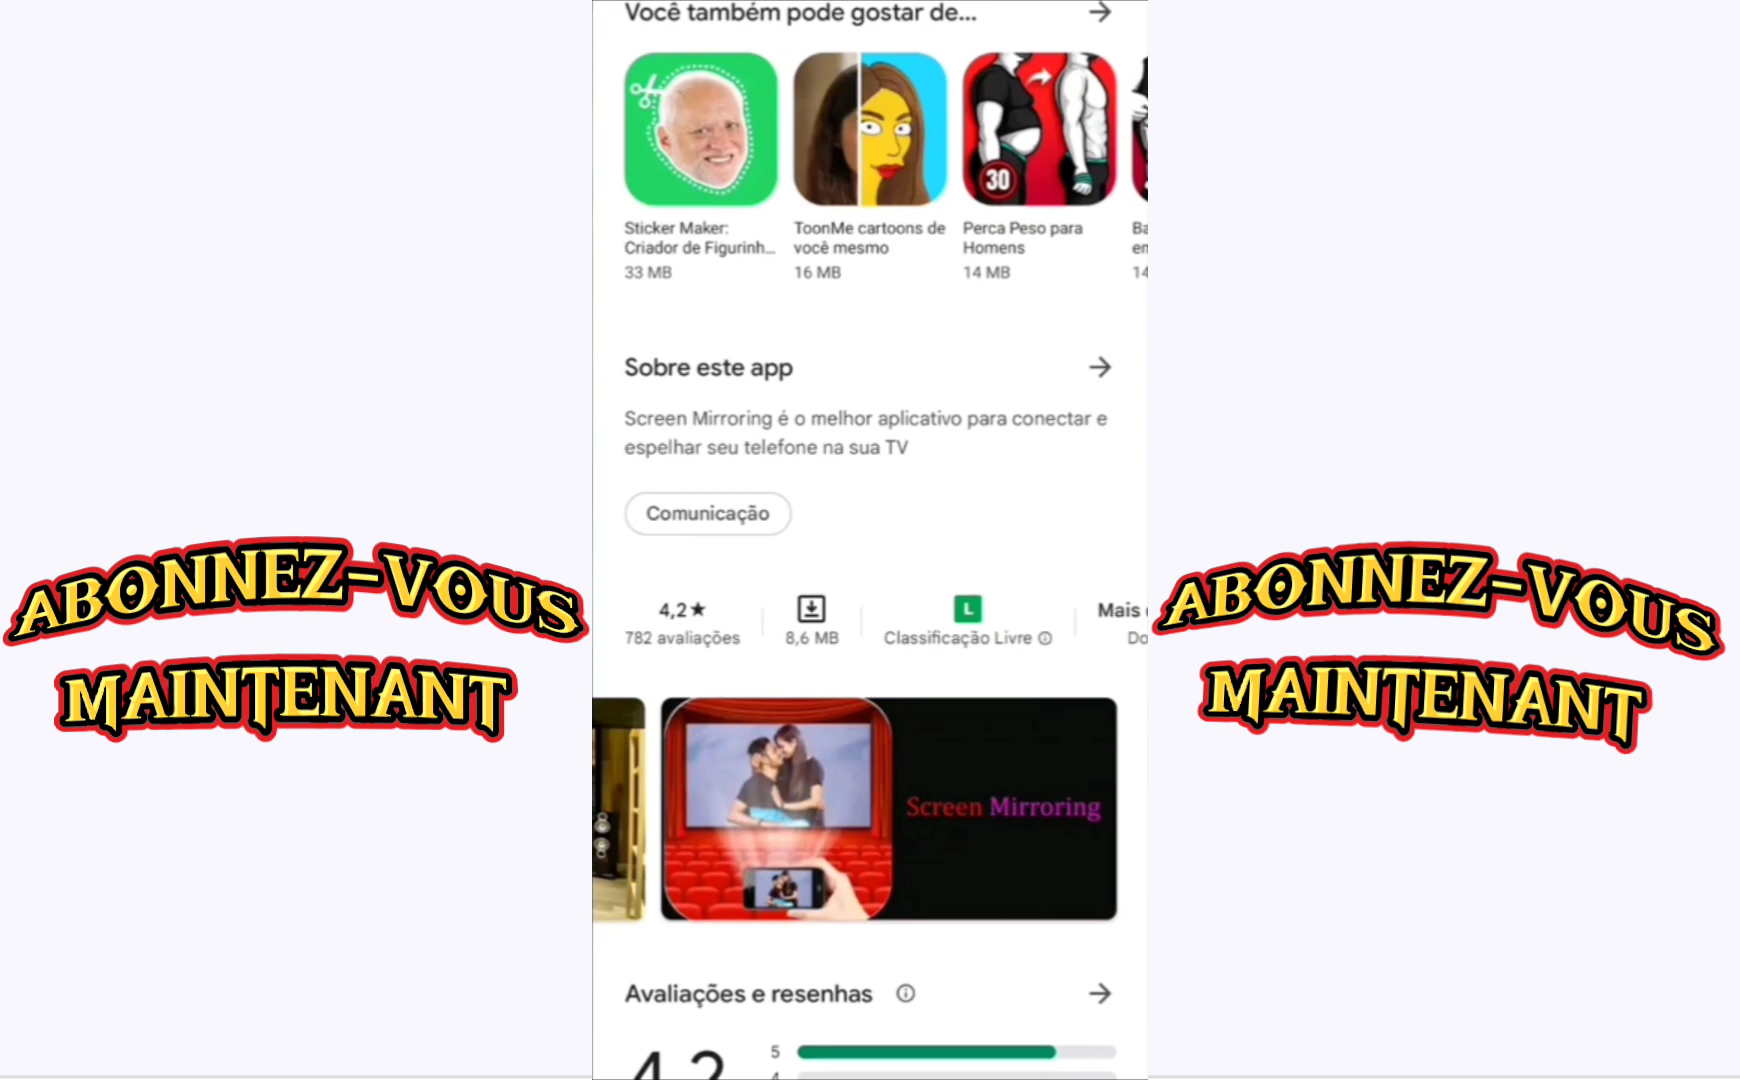 Você também pode gostar de...
30
Sticker Maker:
Criador de Figurinh...
33 MB
ToonMe cartoons de
você mesmo
16 MB
Perca Peso para
Homens
14 MB
Sobre este app
Screen Mirroring é o melhor aplicativo para conectar e
espelhar seu telefone na sua TV
Comunicação
ABONNEZ-VOUS
MAINTENANT
4,2★
782 avaliações
8,6 MB
L
Classificação Livre
Mais
ABONNEZ-VOUS
MAINTENANT
Screen Mirroring
Avaliações e resenhas
4,2
5
4